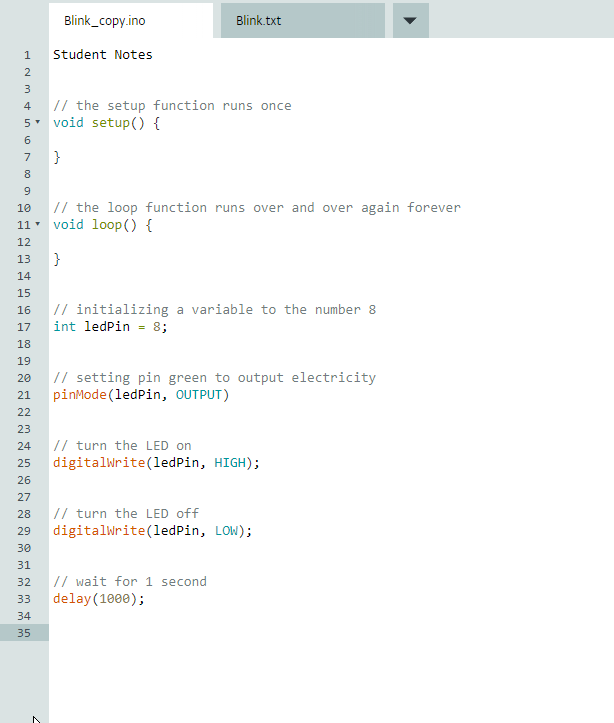 Blink_copy.ino
Blink.txt
1 Student Notes
2
3
4 // the setup function runs once
5 void setup() {
6
7 }
8
9
10 // the loop function runs over and over again forever
11 void loop() {
12
13 }
14
15
16 // initializing a variable to the number 8
17 int ledPin = 8;
18
19
20 // setting pin green to output electricity
21 pinMode(ledPin, OUTPUT)
22
23
24 // turn the LED on
25 digitalWrite(ledPin, HIGH);
26
27
28 // turn the LED off
29 digitalWrite(ledPin, LOW);
30
31
32 // wait for 1 second
33 delay(1000);
34
35